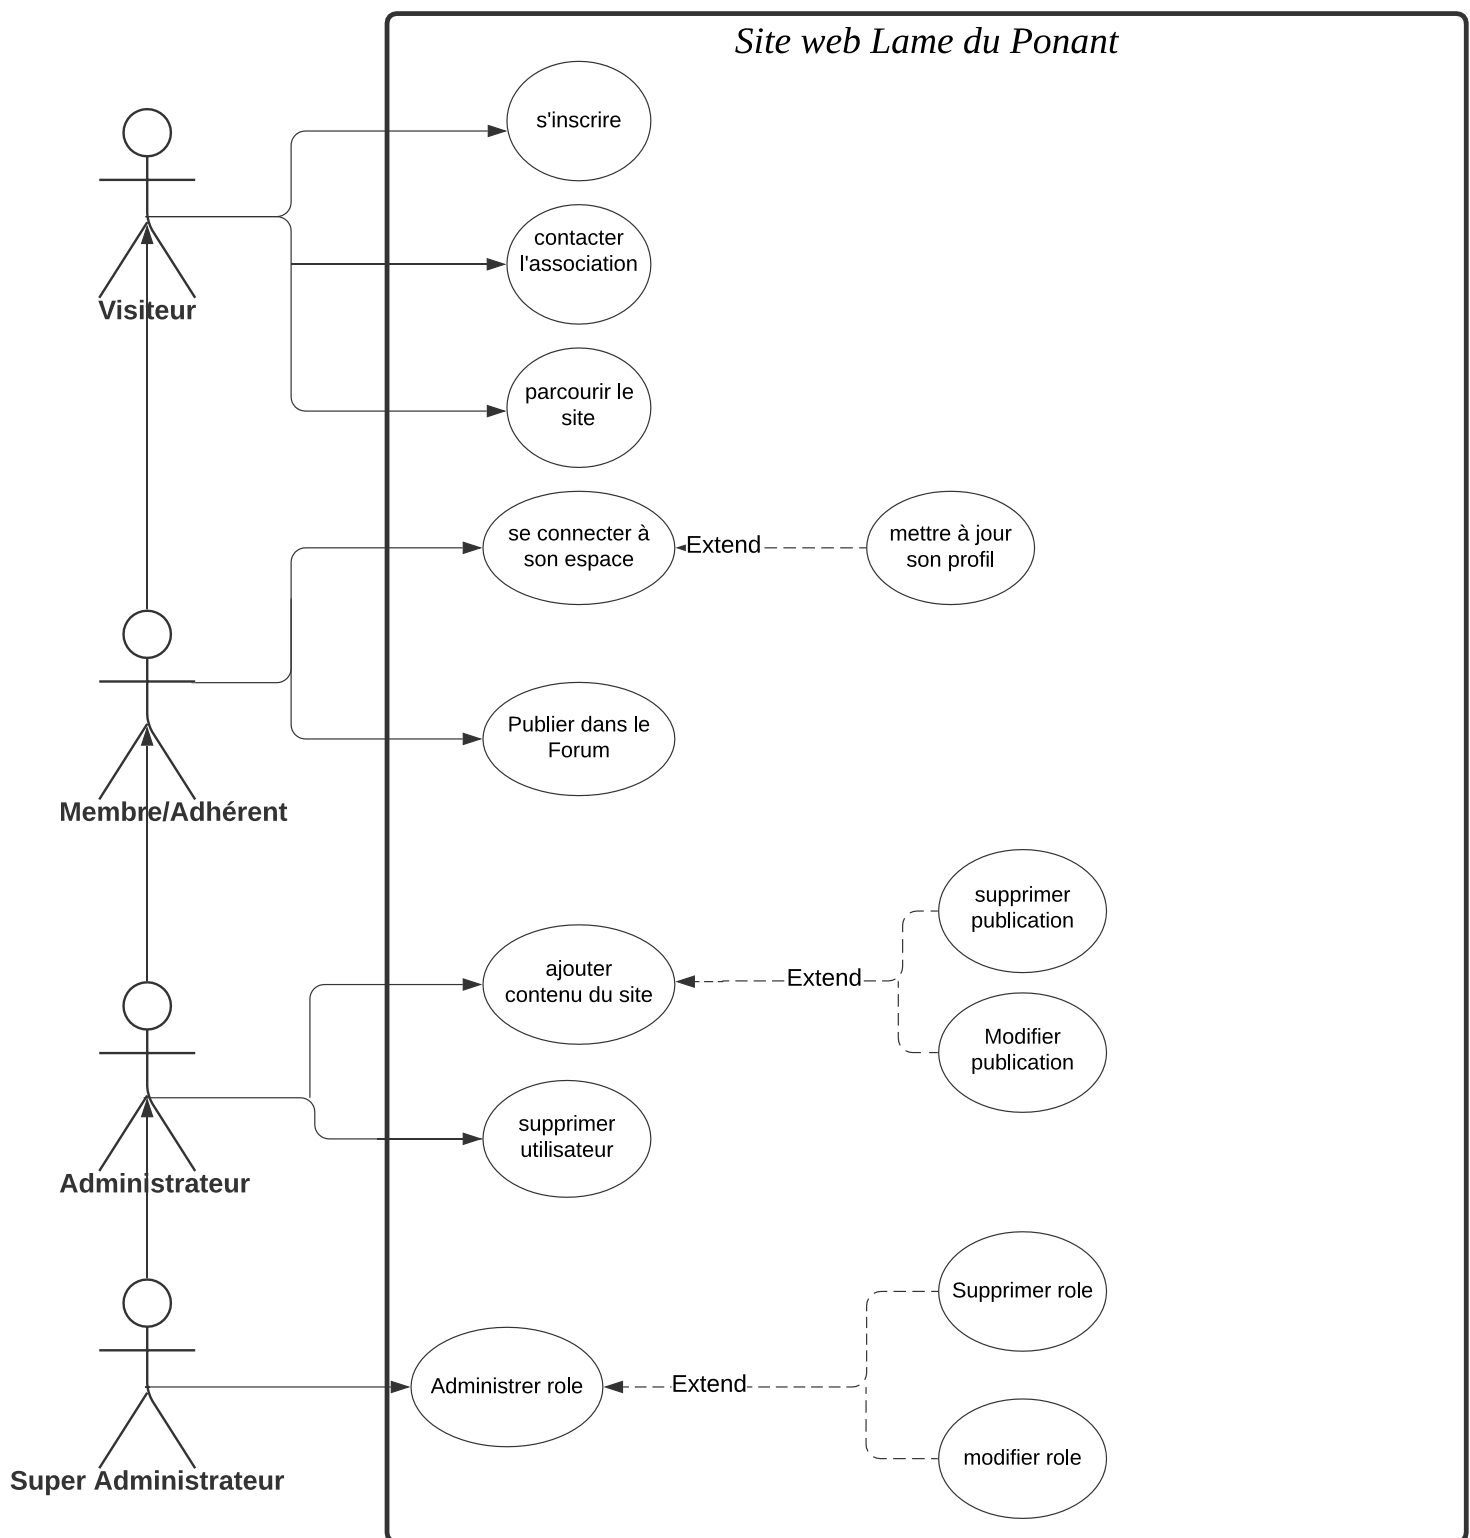 Site web Lame du Ponant
s'inscrire
contacter
l'association
Visiteur
parcourir le
site
se connecter à
son espace
Extend
mettre à jour
son profil
Publier dans le
Forum
Membre/Adhérent
supprimer
publication
ajouter
contenu du site
Extend
Modifier
publication
supprimer
utilisateur
Administrateur
Supprimer role
Administrer role
Extend
modifier role
Super Administrateur